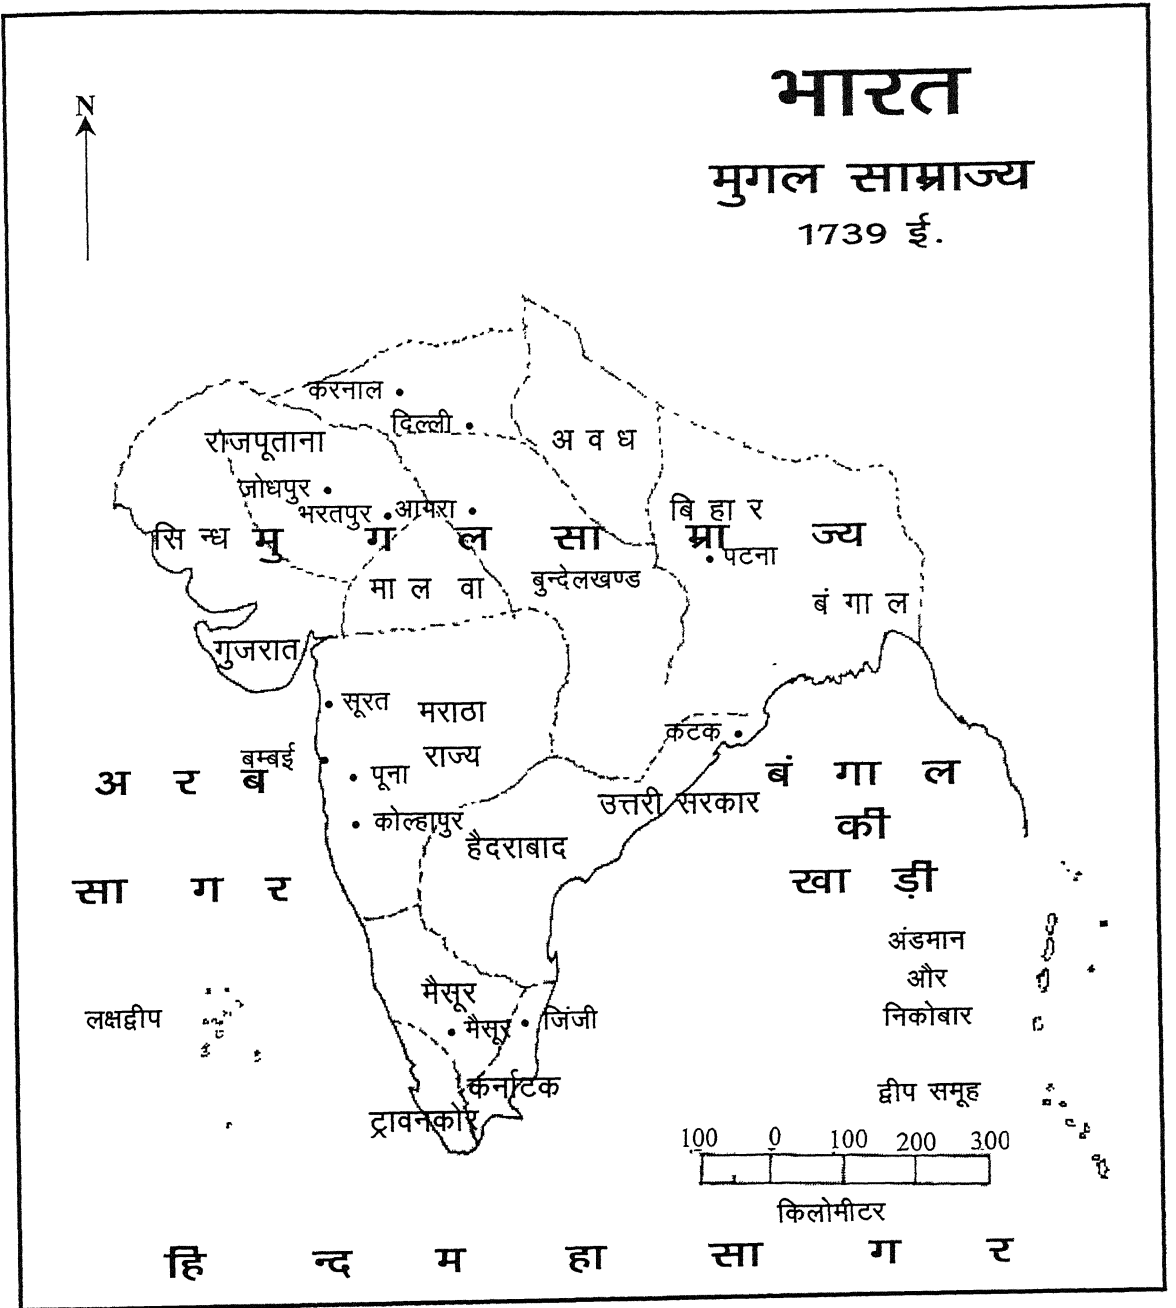 भारत
N
मुगल साम्राज्य
1739 ई.
करनाल
दिल्ली
राजपूताना
अ व ध
जोधपुर
भरतपुर
आगरा
बि हा र
सि न्ध
मु ग ल सा म्रा ज्य
पटना
मा ल वा
बुन्देलखण्ड
बं गा ल
गुजरात
सूरत
मराठा
राज्य
कटक
बम्बई
पूना
अ र ब
सा ग र
बं गा ल
की
खा ड़ी
उत्तरी सरकार
कोल्हापुर
हैदराबाद
अंडमान
और
निकोबार
द्वीप समूह
लक्षद्वीप
मैसूर
मैसूर
जिंजी
कर्नाटक
ट्रावनकोर
100 0 100 200 300
किलोमीटर
हि न्द म हा सा ग र